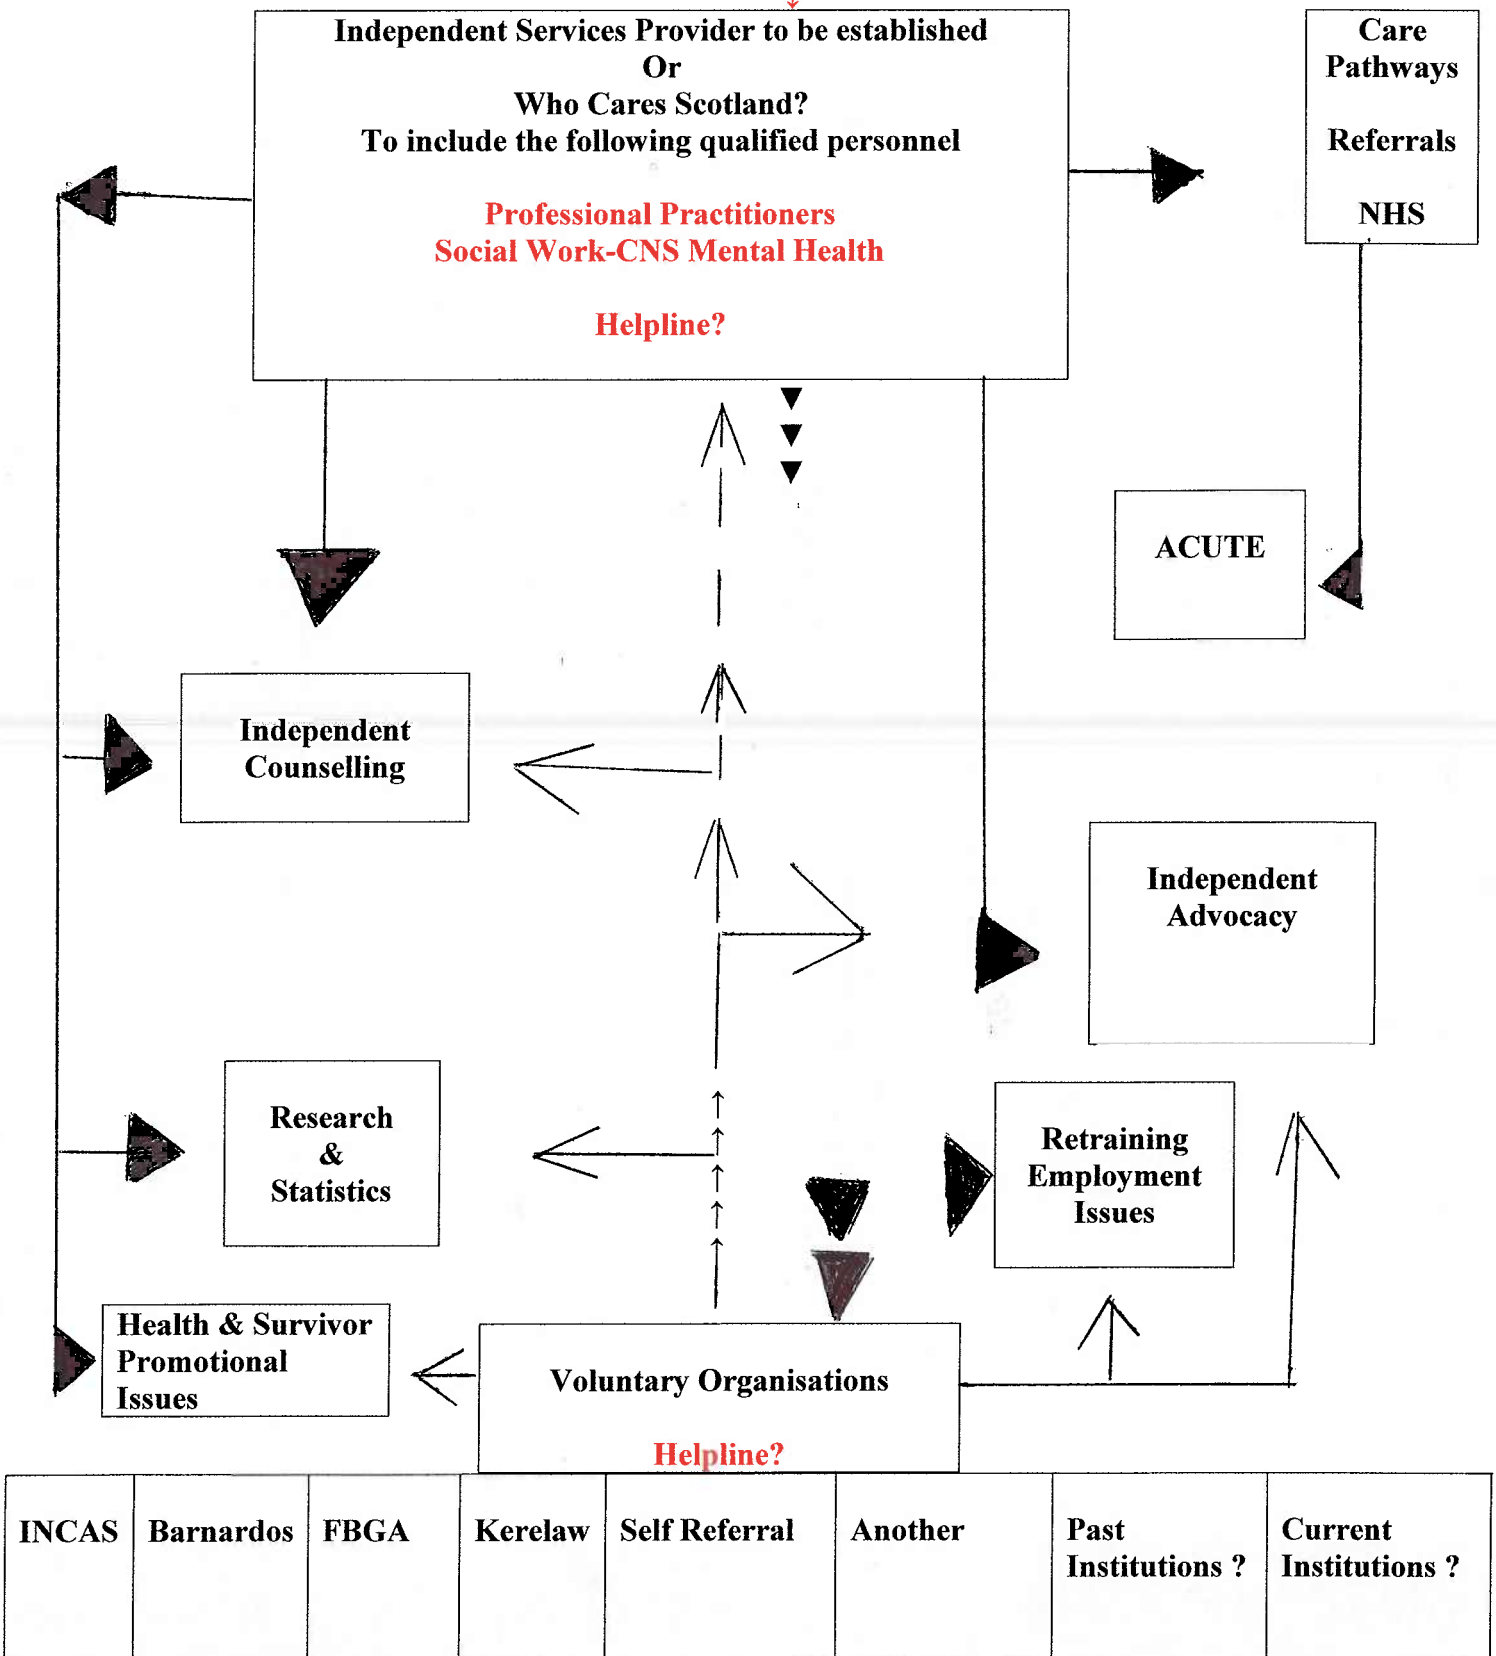 Independent Services Provider to be established
Or
Who Cares Scotland?
To include the following qualified personnel
Professional Practitioners
Social Work-CNS Mental Health
Helpline?
Care
Pathways
Referrals
NHS
ACUTE
Independent
Counselling
Independent
Advocacy
Research
&
Statistics
Retraining
Employment
Issues
Health & Survivor
Promotional
Issues
Voluntary Organisations
Helpline?
INCAS
Barnardos
FBGA
Kerelaw
Self Referral
Another
Past
Institutions ?
Current
Institutions ?